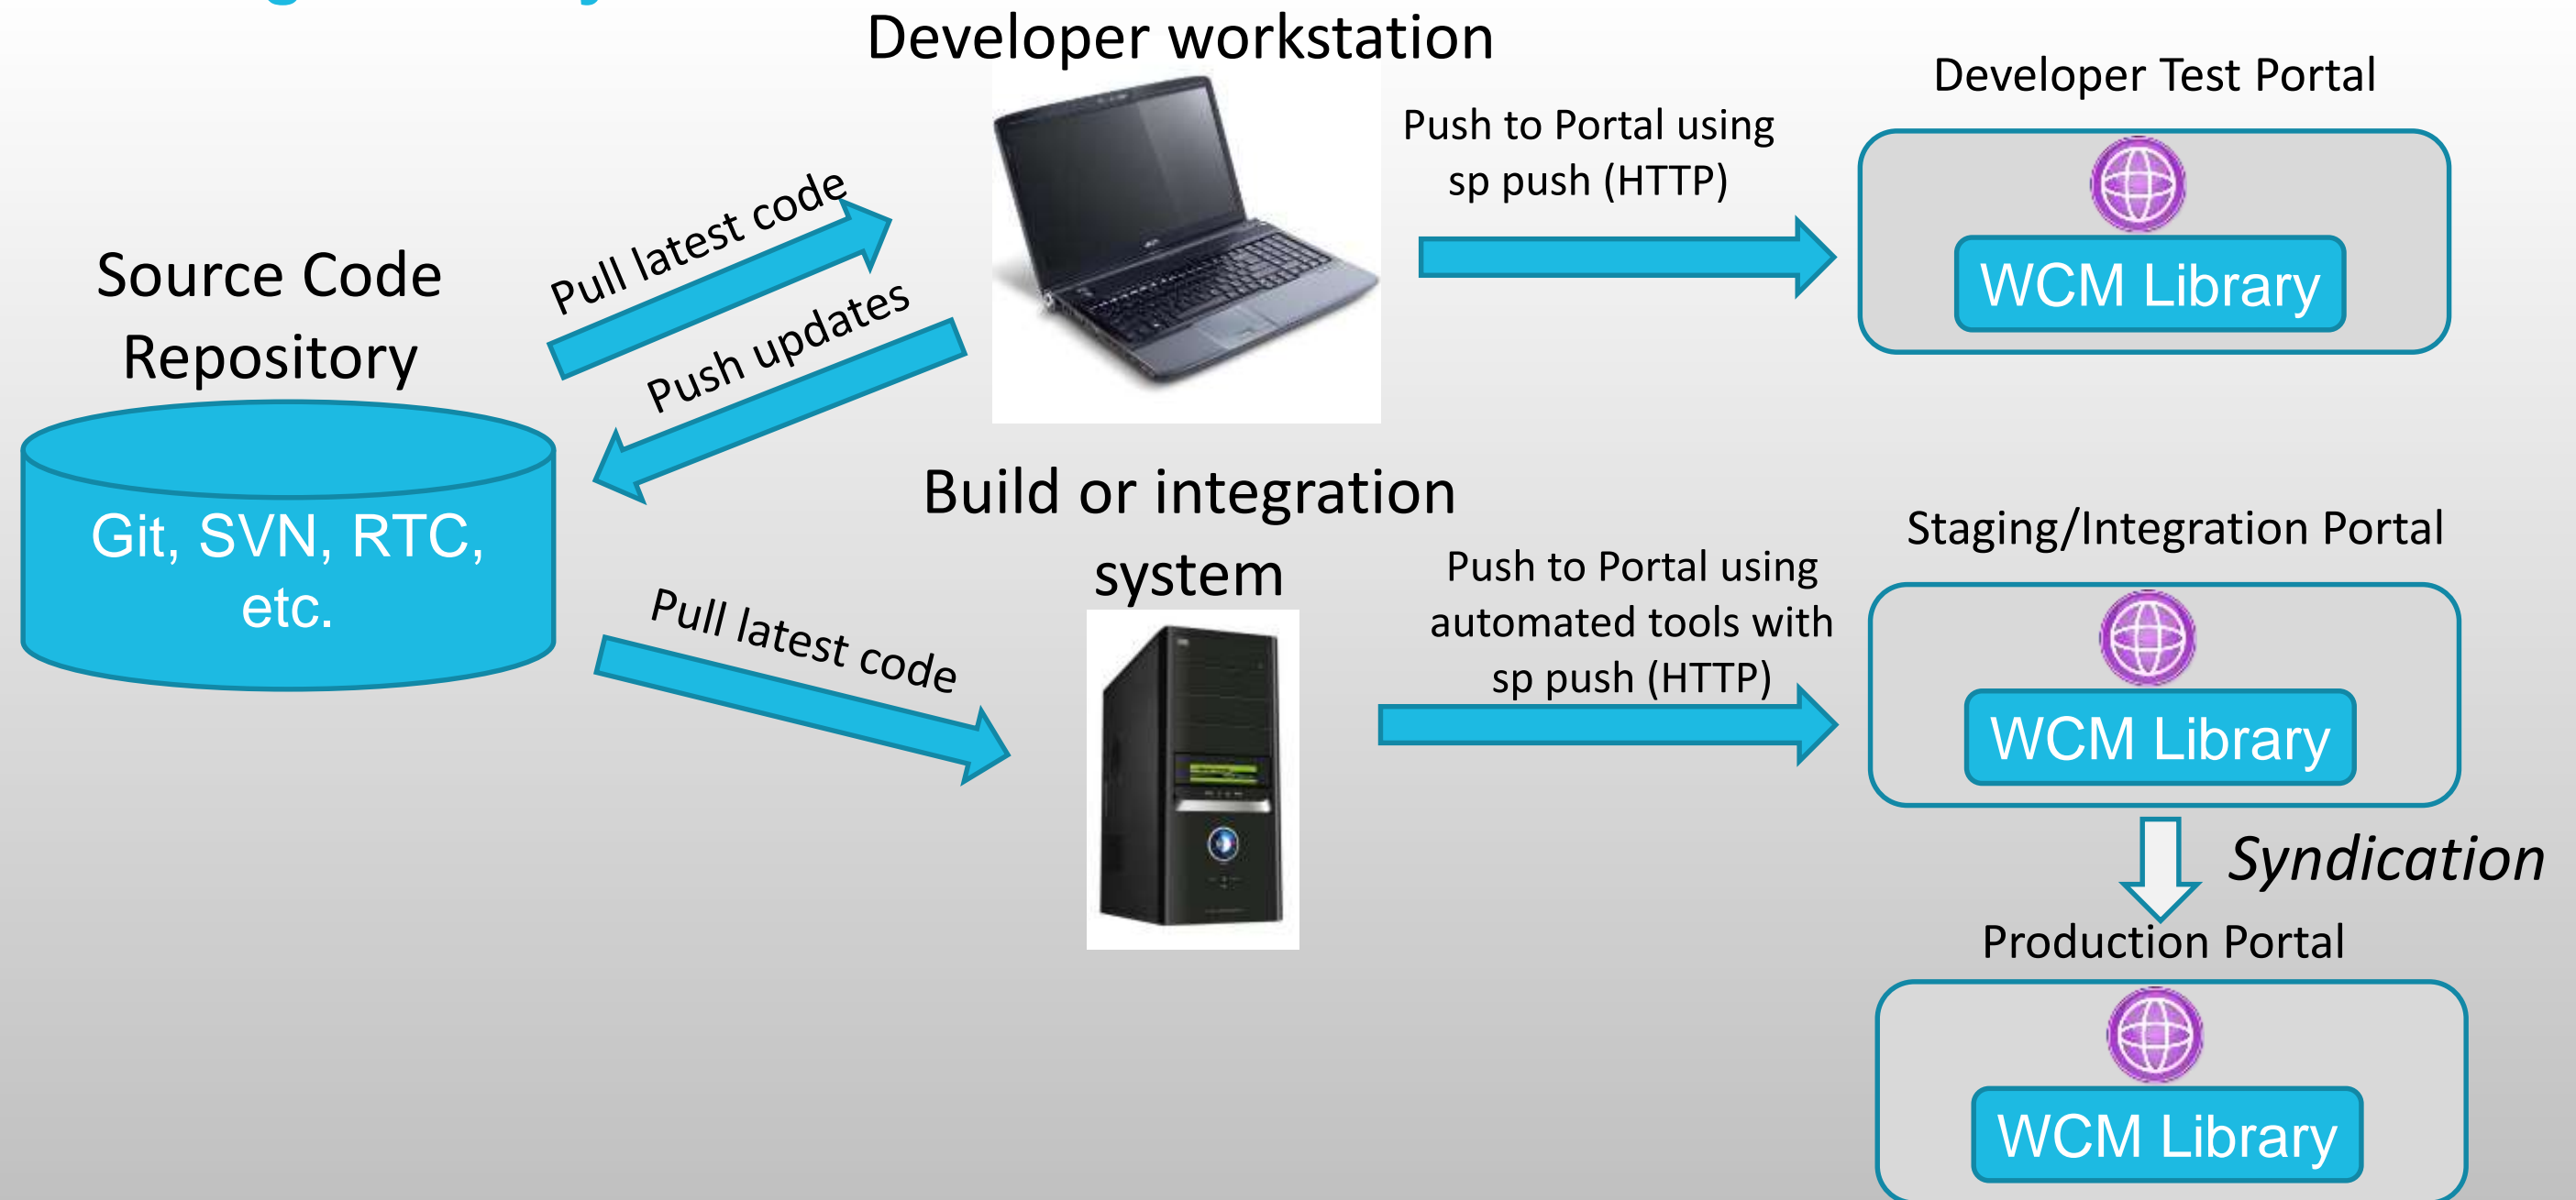 Developer workstation
Developer Test Portal
Push to Portal using
sp push (HTTP)
WCM Library
Pull latest code
Push updates
Source Code
Repository
Git, SVN, RTC,
etc.
Build or integration
system
Pull latest code
Push to Portal using
automated tools with
sp push (HTTP)
Staging/Integration Portal
WCM Library
Syndication
Production Portal
WCM Library